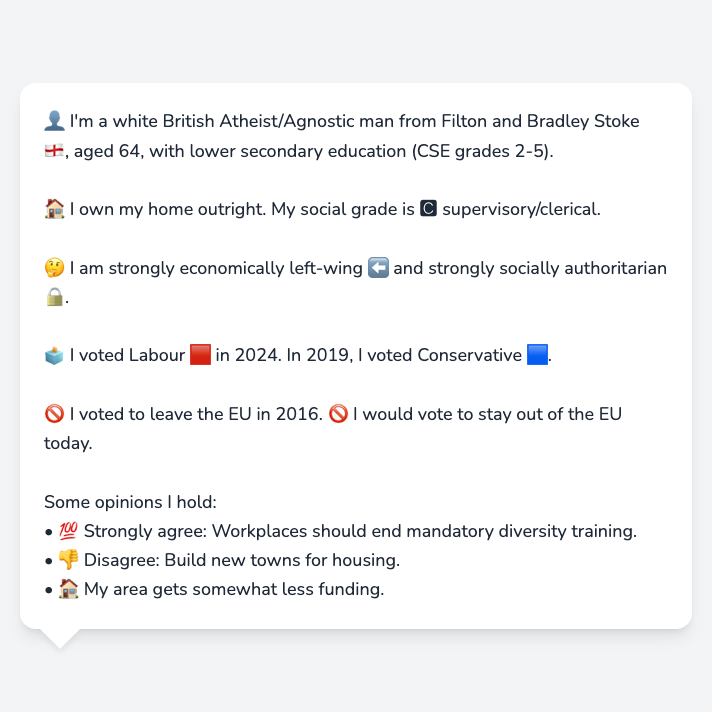 👤 I'm a white British Atheist/Agnostic man from Filton and Bradley Stoke
🏴󠁧󠁢󠁥󠁮󠁧󠁿, aged 64, with lower secondary education (CSE grades 2-5).
🏠 I own my home outright. My social grade is 🅲 supervisory/clerical.
🤔 I am strongly economically left-wing ⬅️ and strongly socially authoritarian
🔒.
🗳️ I voted Labour 🟥 in 2024. In 2019, I voted Conservative 🟦.
🚫 I voted to leave the EU in 2016. 🚫 I would vote to stay out of the EU
today.
Some opinions I hold:
• 💯 Strongly agree: Workplaces should end mandatory diversity training.
• 👎 Disagree: Build new towns for housing.
• 🏠 My area gets somewhat less funding.